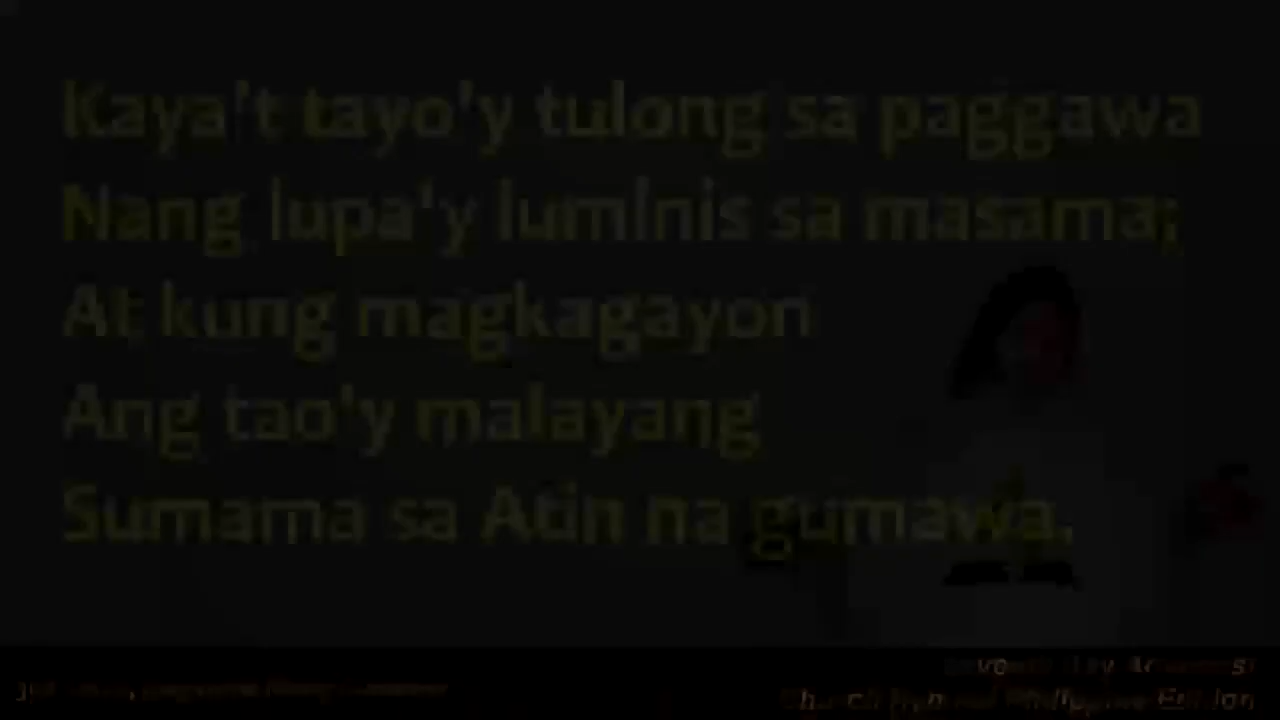 Kaya't tayo'y tulong sa paggawa
Nang lupa'y luminis sa masama;
At kung magkagayon
Ang tao'y malayang
Sumama sa Atin na gumawa.
Church Hymnal Philippine Edition